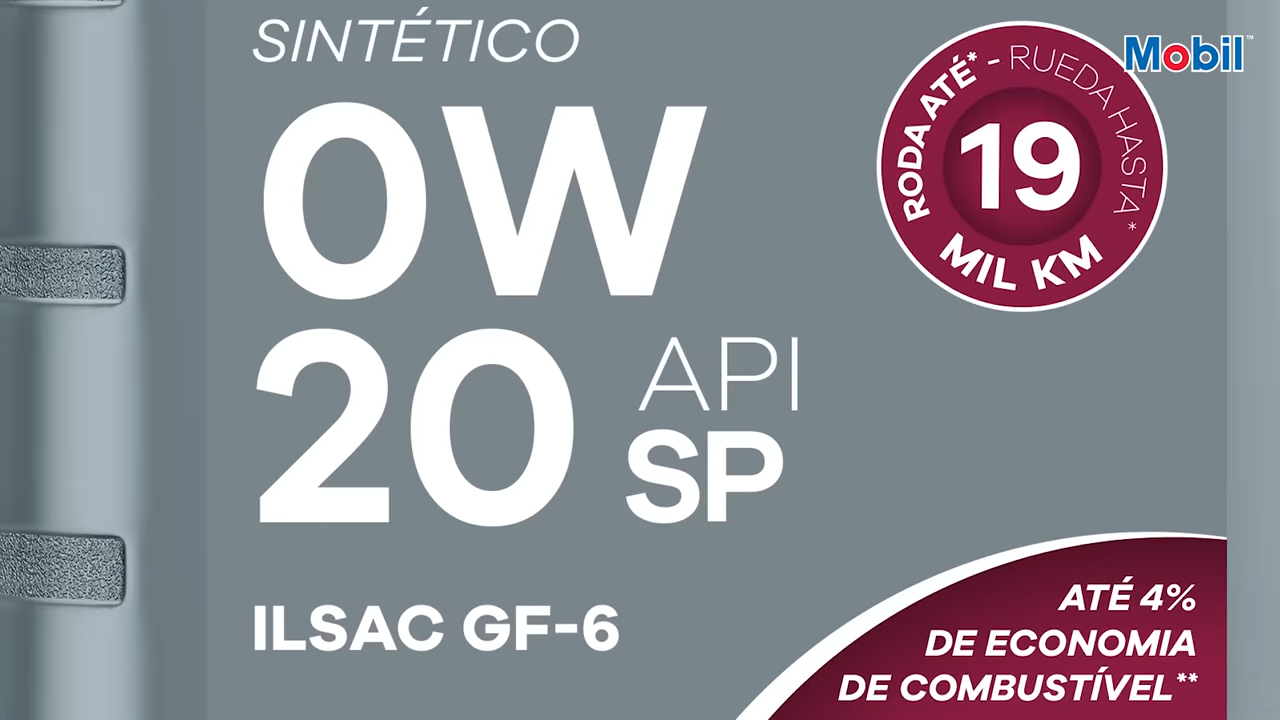 SINTÉTICO
0W
20
API
SP
ILSAC GF-6
RODA ATÉ* - RUEDA HASTA*
19
MIL KM
Mobil™
ATÉ 4%
DE ECONOMIA
DE COMBUSTÍVEL**